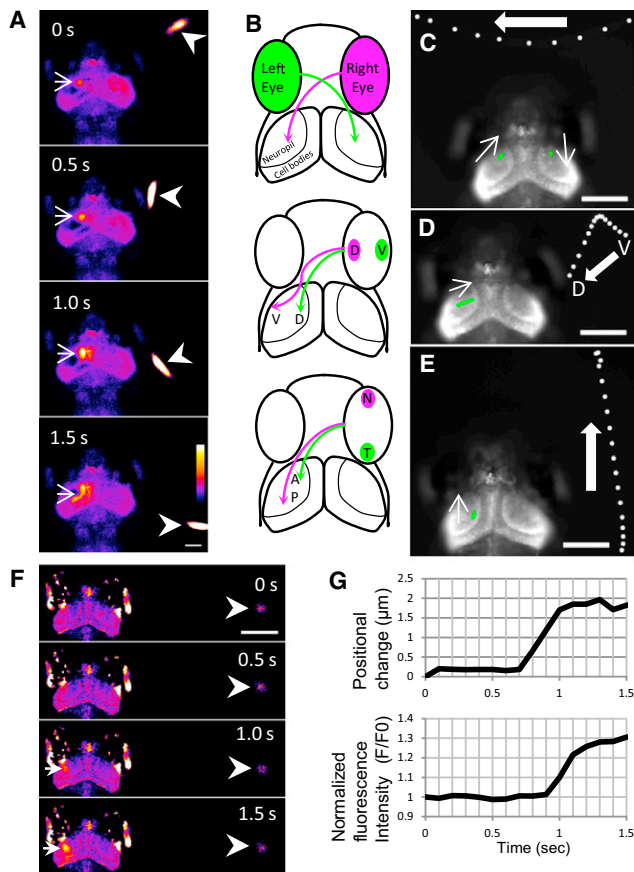 A
0 s
0.5 s
1.0 s
1.5 s
B
Left Eye
Right Eye
Neuropil
Cell bodies
D V
V D
N
T
A
P
C
D
V
D
E
F
0 s
0.5 s
1.0 s
1.5 s
G
Positional change (µm)
2.5
2
1.5
1
0.5
0
0 0.5 1 1.5
Normalized fluorescence Intensity (F/F0)
1.4
1.3
1.2
1.1
1
0.9
0 0.5 1 1.5
Time (sec)